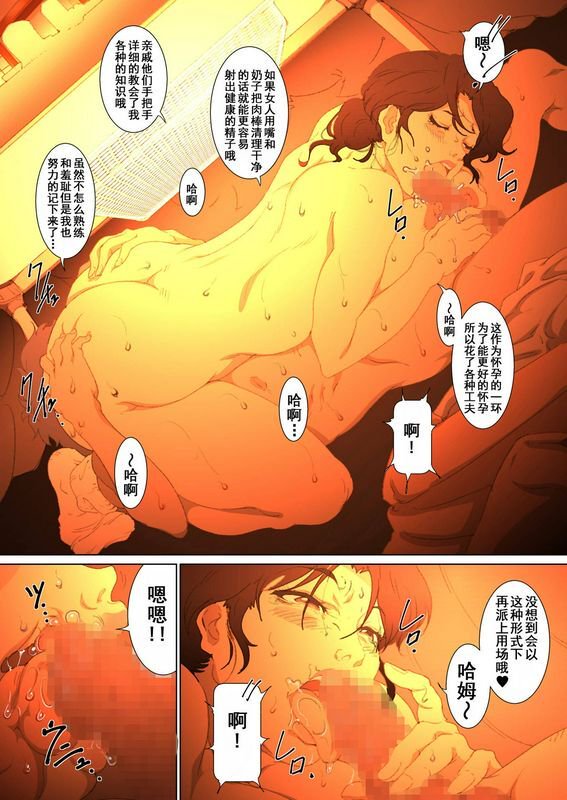 嗯～
如果女人用嘴和
奶子把肉棒清理干净
的话就能更容易
射出健康的精子哦
亲戚他们手把手
详细的教会了我
各种的知识哦
哈
啊
虽然不怎么熟练
和羞耻但是我也
努力的记下来了…
～哈啊
这作为怀孕的一环
为了能更好的怀孕
所以花了各种工夫
啊！
哈啊…
～哈啊
没想到会以
这种形式下
再派上用场哦♥
哈姆～
啊！
嗯嗯!!